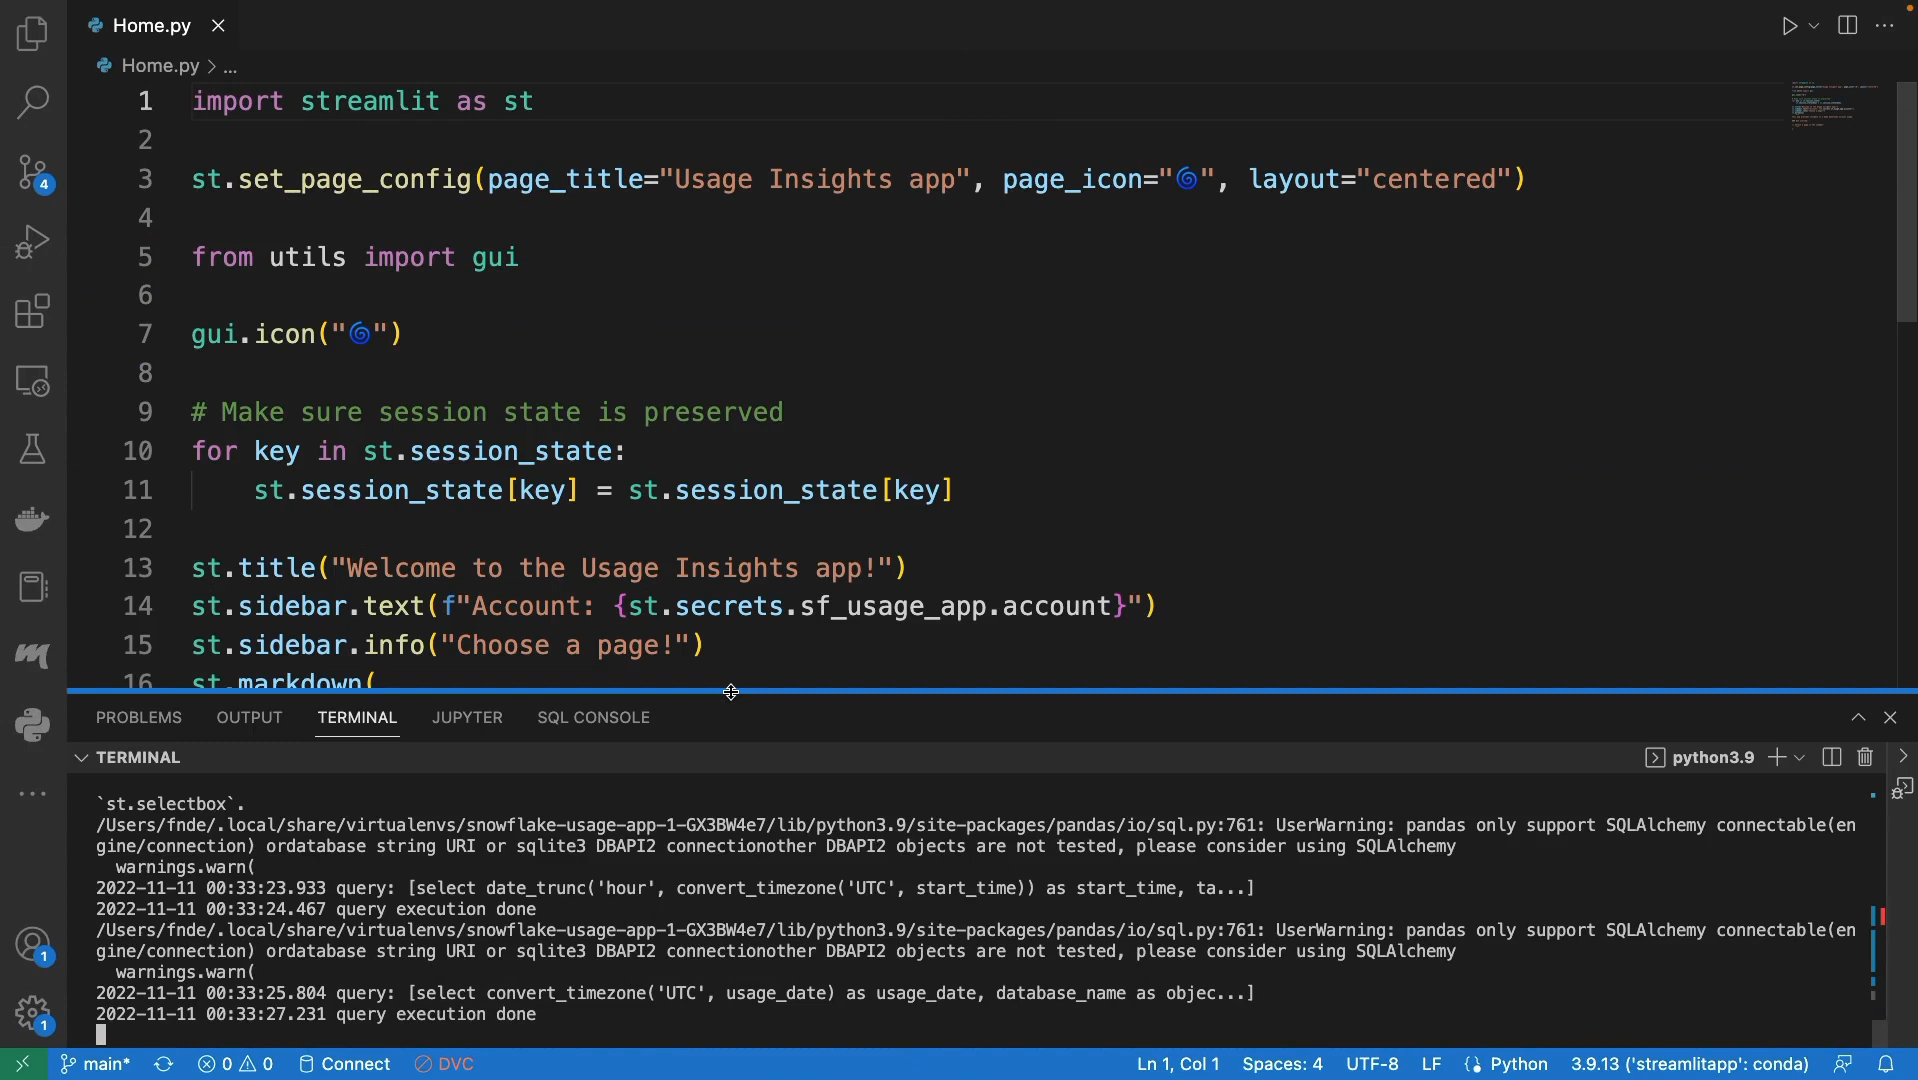 Home.py
Home.py > ...
1 import streamlit as st
2
3 st.set_page_config(page_title="Usage Insights app", page_icon="🌀", layout="centered")
4
5 from utils import gui
6
7 gui.icon("🌀")
8
9 # Make sure session state is preserved
10 for key in st.session_state:
11 st.session_state[key] = st.session_state[key]
12
13 st.title("Welcome to the Usage Insights app!")
14 st.sidebar.text(f"Account: {st.secrets.sf_usage_app.account}")
15 st.sidebar.info("Choose a page!")
16 st.markdown(
4
PROBLEMS OUTPUT TERMINAL JUPYTER SQL CONSOLE
TERMINAL python3.9
`st.selectbox`.
/Users/fnde/.local/share/virtualenvs/snowflake-usage-app-1-GX3BW4e7/lib/python3.9/site-packages/pandas/io/sql.py:761: UserWarning: pandas only support SQLAlchemy connectable(en
gine/connection) ordatabase string URI or sqlite3 DBAPI2 connectionother DBAPI2 objects are not tested, please consider using SQLAlchemy
warnings.warn(
2022-11-11 00:33:23.933 query: [select date_trunc('hour', convert_timezone('UTC', start_time)) as start_time, ta...]
2022-11-11 00:33:24.467 query execution done
/Users/fnde/.local/share/virtualenvs/snowflake-usage-app-1-GX3BW4e7/lib/python3.9/site-packages/pandas/io/sql.py:761: UserWarning: pandas only support SQLAlchemy connectable(en
gine/connection) ordatabase string URI or sqlite3 DBAPI2 connectionother DBAPI2 objects are not tested, please consider using SQLAlchemy
warnings.warn(
2022-11-11 00:33:25.804 query: [select convert_timezone('UTC', usage_date) as usage_date, database_name as objec...]
2022-11-11 00:33:27.231 query execution done
1
1
main* 0 0 Connect DVC Ln 1, Col 1 Spaces: 4 UTF-8 LF Python 3.9.13 ('streamlitapp': conda)